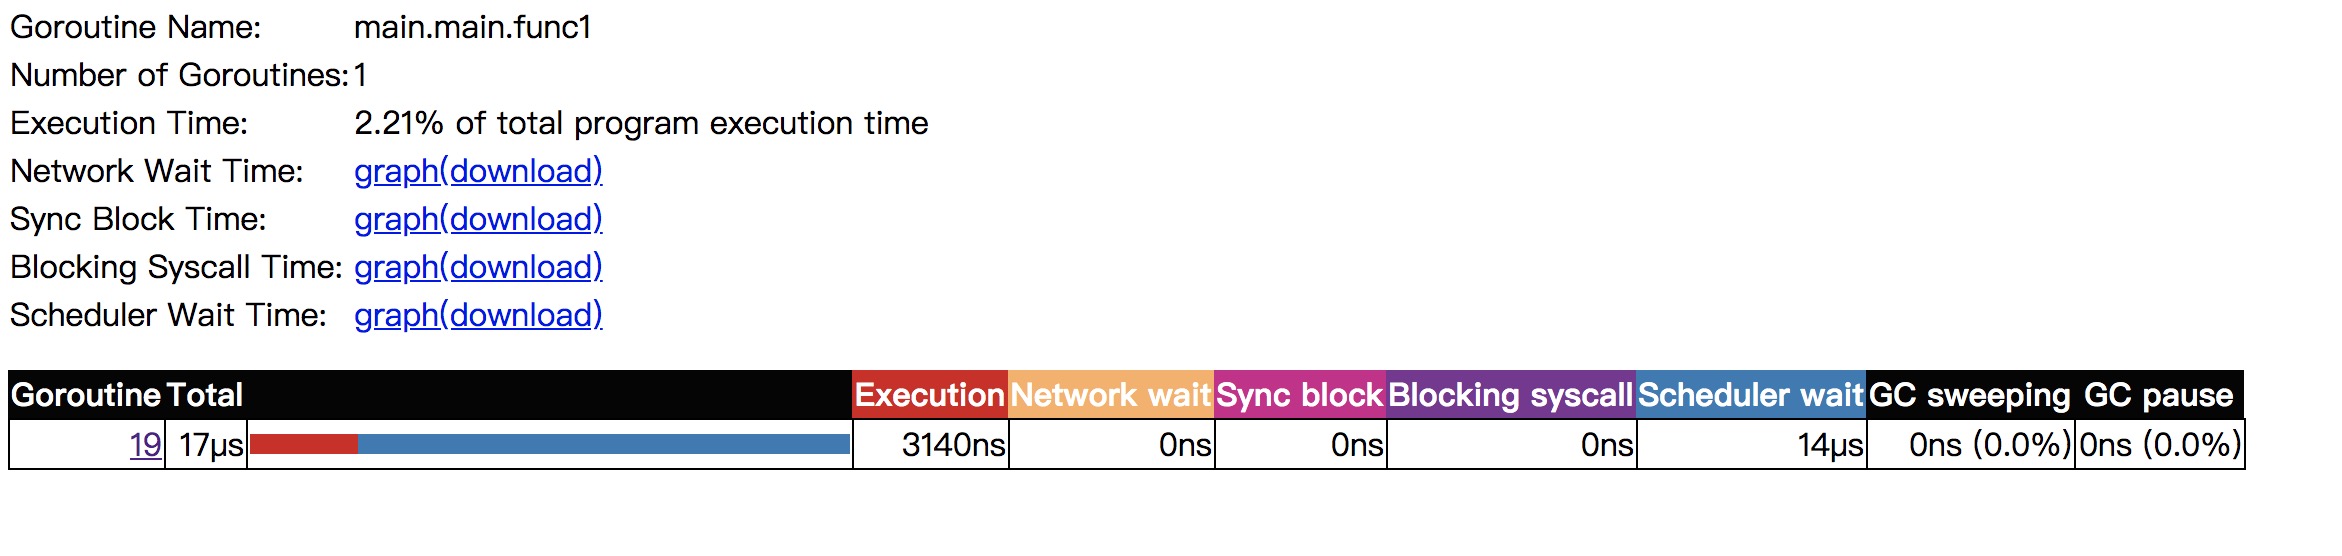 Goroutine Name: main.main.func1
Number of Goroutines: 1
Execution Time: 2.21% of total program execution time
Network Wait Time: graph(download)
Sync Block Time: graph(download)
Blocking Syscall Time: graph(download)
Scheduler Wait Time: graph(download)
Goroutine Total Execution Network wait Sync block Blocking syscall Scheduler wait GC sweeping GC pause
19 17µs 3140ns 0ns 0ns 0ns 14µs 0ns (0.0%) 0ns (0.0%)